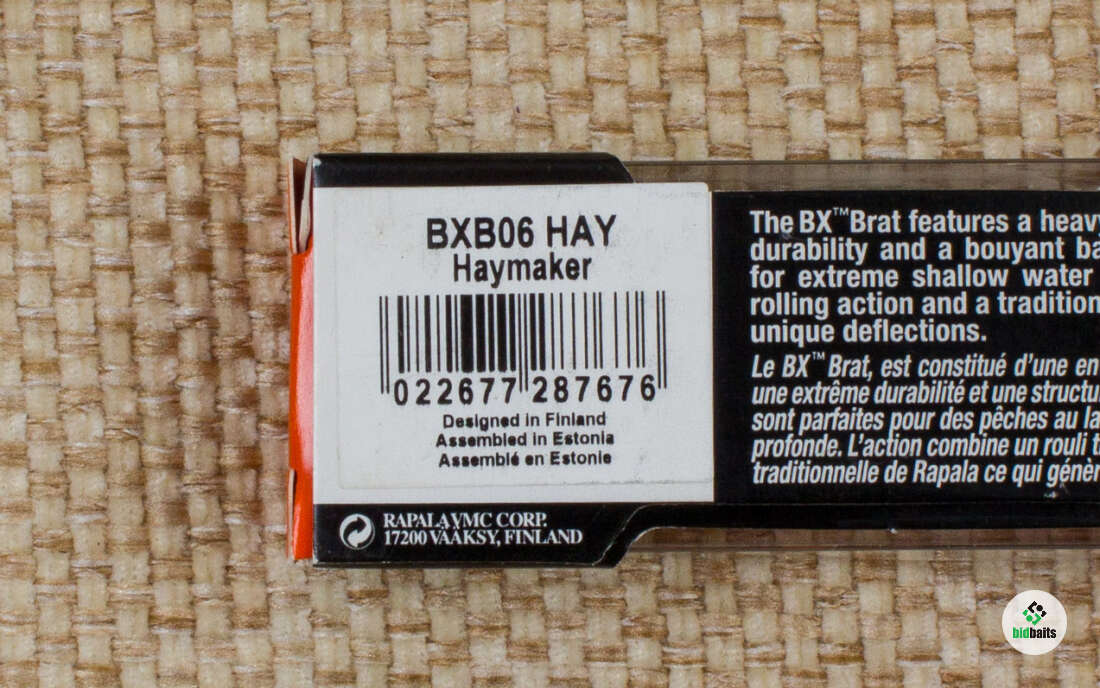 BXB06 HAY
Haymaker
022677 287676
Designed in Finland
Assembled in Estonia
Assemblé en Estonie
RAPALA VMC CORP.
17200 VÄÄKSY, FINLAND
The BX™ Brat features a heavy
durability and a bouyant ba
for extreme shallow water
rolling action and a tradition
unique deflections.
Le BX™ Brat, est constitué d'une en
une extrême durabilité et une structu
sont parfaites pour des pêches au la
profonde. L'action combine un rouli t
traditionnelle de Rapala ce qui génèr
bidbaits